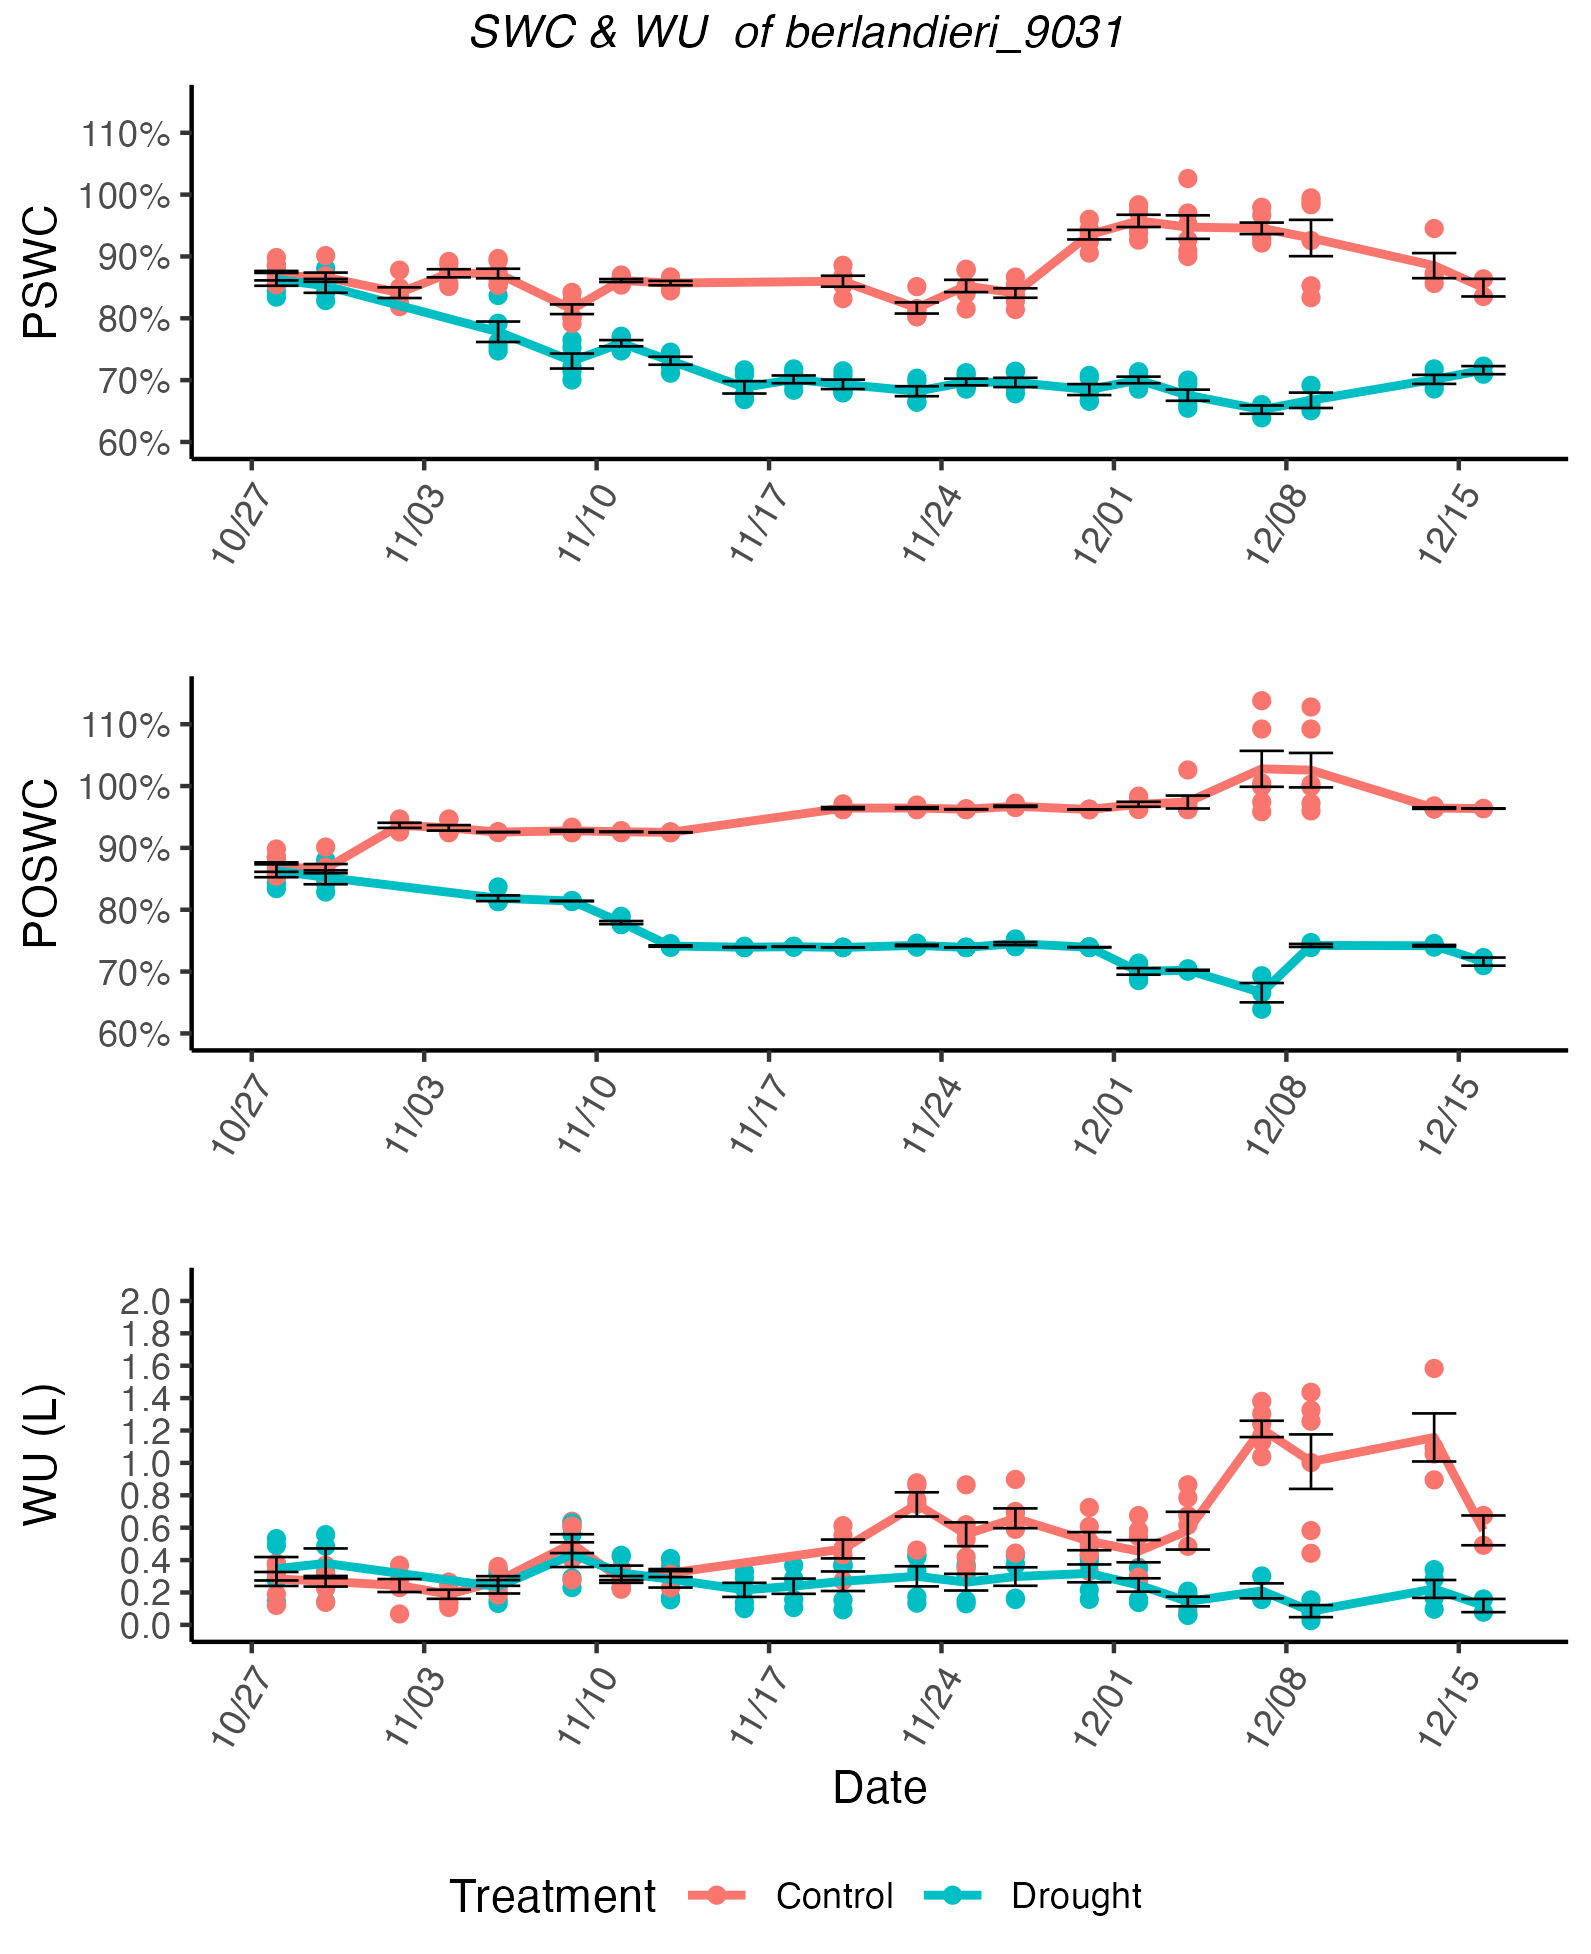 SWC & WU of berlandieri_9031
PSWC
110%
100%
90%
80%
70%
60%
10/27 11/03 11/10 11/17 11/24 12/01 12/08 12/15
POSWC
110%
100%
90%
80%
70%
60%
10/27 11/03 11/10 11/17 11/24 12/01 12/08 12/15
WU (L)
2.0
1.8
1.6
1.4
1.2
1.0
0.8
0.6
0.4
0.2
0.0
10/27 11/03 11/10 11/17 11/24 12/01 12/08 12/15
Date
Treatment Control Drought